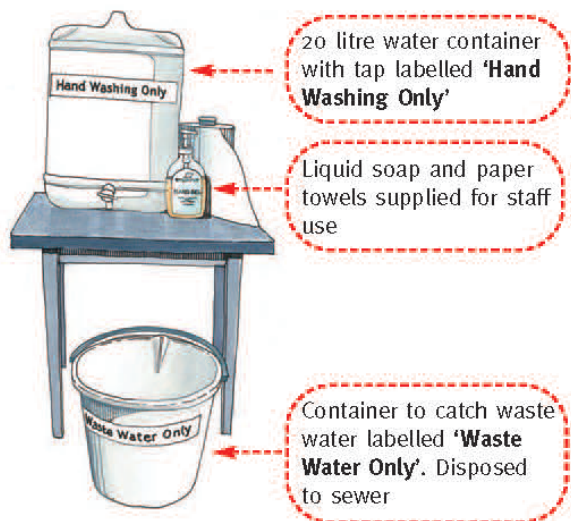 20 litre water container
with tap labelled ‘Hand
Washing Only’
Hand Washing Only
Liquid soap and paper
towels supplied for staff
use
Container to catch waste
water labelled ‘Waste
Water Only’. Disposed
to sewer
Waste Water Only